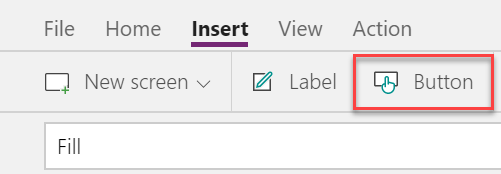 File Home Insert View Action
New screen Label Button
Fill